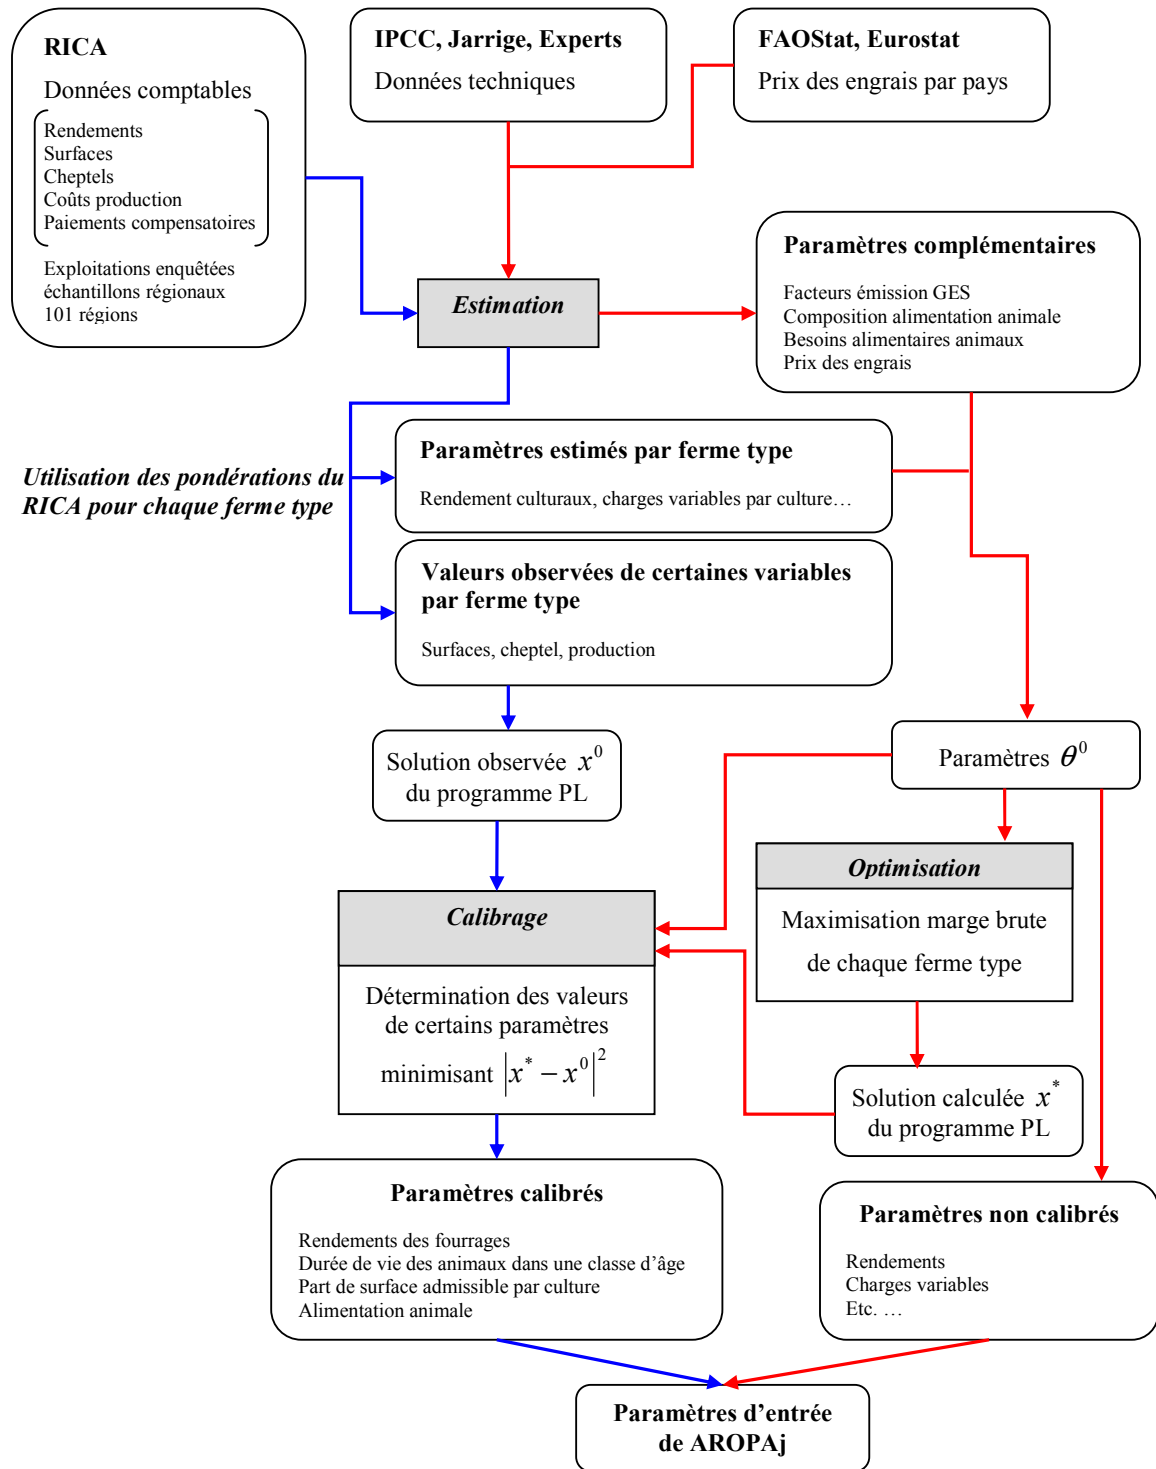 RICA
Données comptables
Rendements
Surfaces
Cheptels
Coûts production
Paiements compensatoires
Exploitations enquêtées
échantillons régionaux
101 régions
IPCC, Jarrige, Experts
Données techniques
FAOStat, Eurostat
Prix des engrais par pays
Estimation
Paramètres complémentaires
Facteurs émission GES
Composition alimentation animale
Besoins alimentaires animaux
Prix des engrais
Utilisation des pondérations du
RICA pour chaque ferme type
Paramètres estimés par ferme type
Rendement culturaux, charges variables par culture…
Valeurs observées de certaines variables
par ferme type
Surfaces, cheptel, production
Solution observée x^0
du programme PL
Paramètres θ^0
Optimisation
Maximisation marge brute
de chaque ferme type
Calibrage
Détermination des valeurs
de certains paramètres
minimisant |x^* − x^0|^2
Solution calculée x^*
du programme PL
Paramètres calibrés
Rendements des fourrages
Durée de vie des animaux dans une classe d’âge
Part de surface admissible par culture
Alimentation animale
Paramètres non calibrés
Rendements
Charges variables
Etc. …
Paramètres d’entrée
de AROPAj